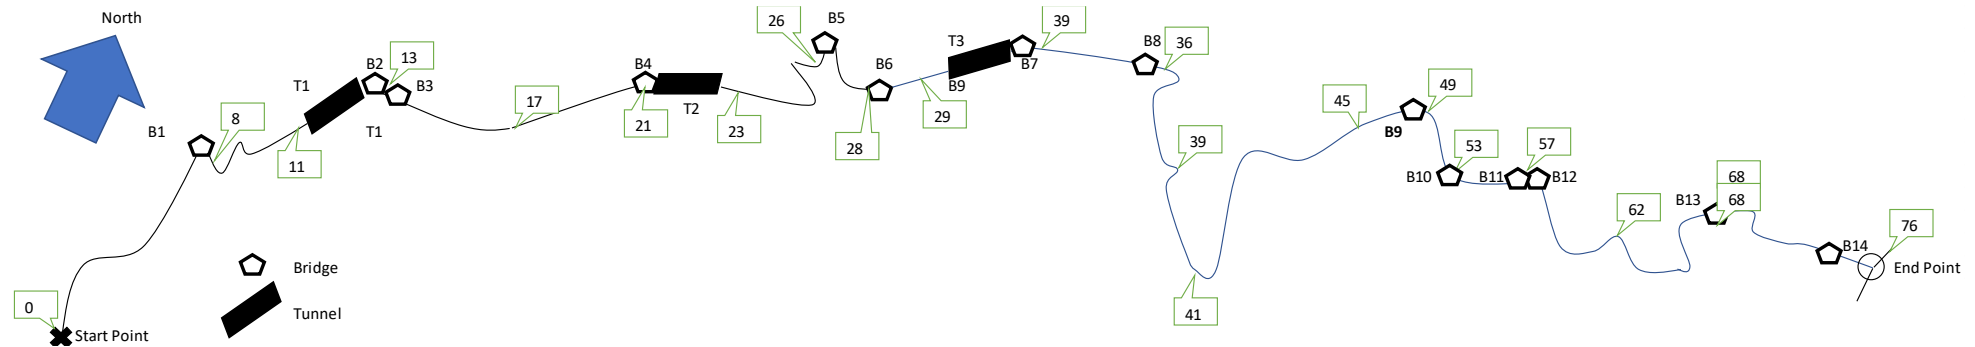 North
26
B5
39
T3
B8
36
13
B2
T1
B3
B4
B6
B7
B9
T2
B1
8
T1
11
17
21
23
28
29
39
45
49
B9
53
57
B10
B11
B12
62
B13
68
68
76
B14
End Point
41
Bridge
Tunnel
0
Start Point